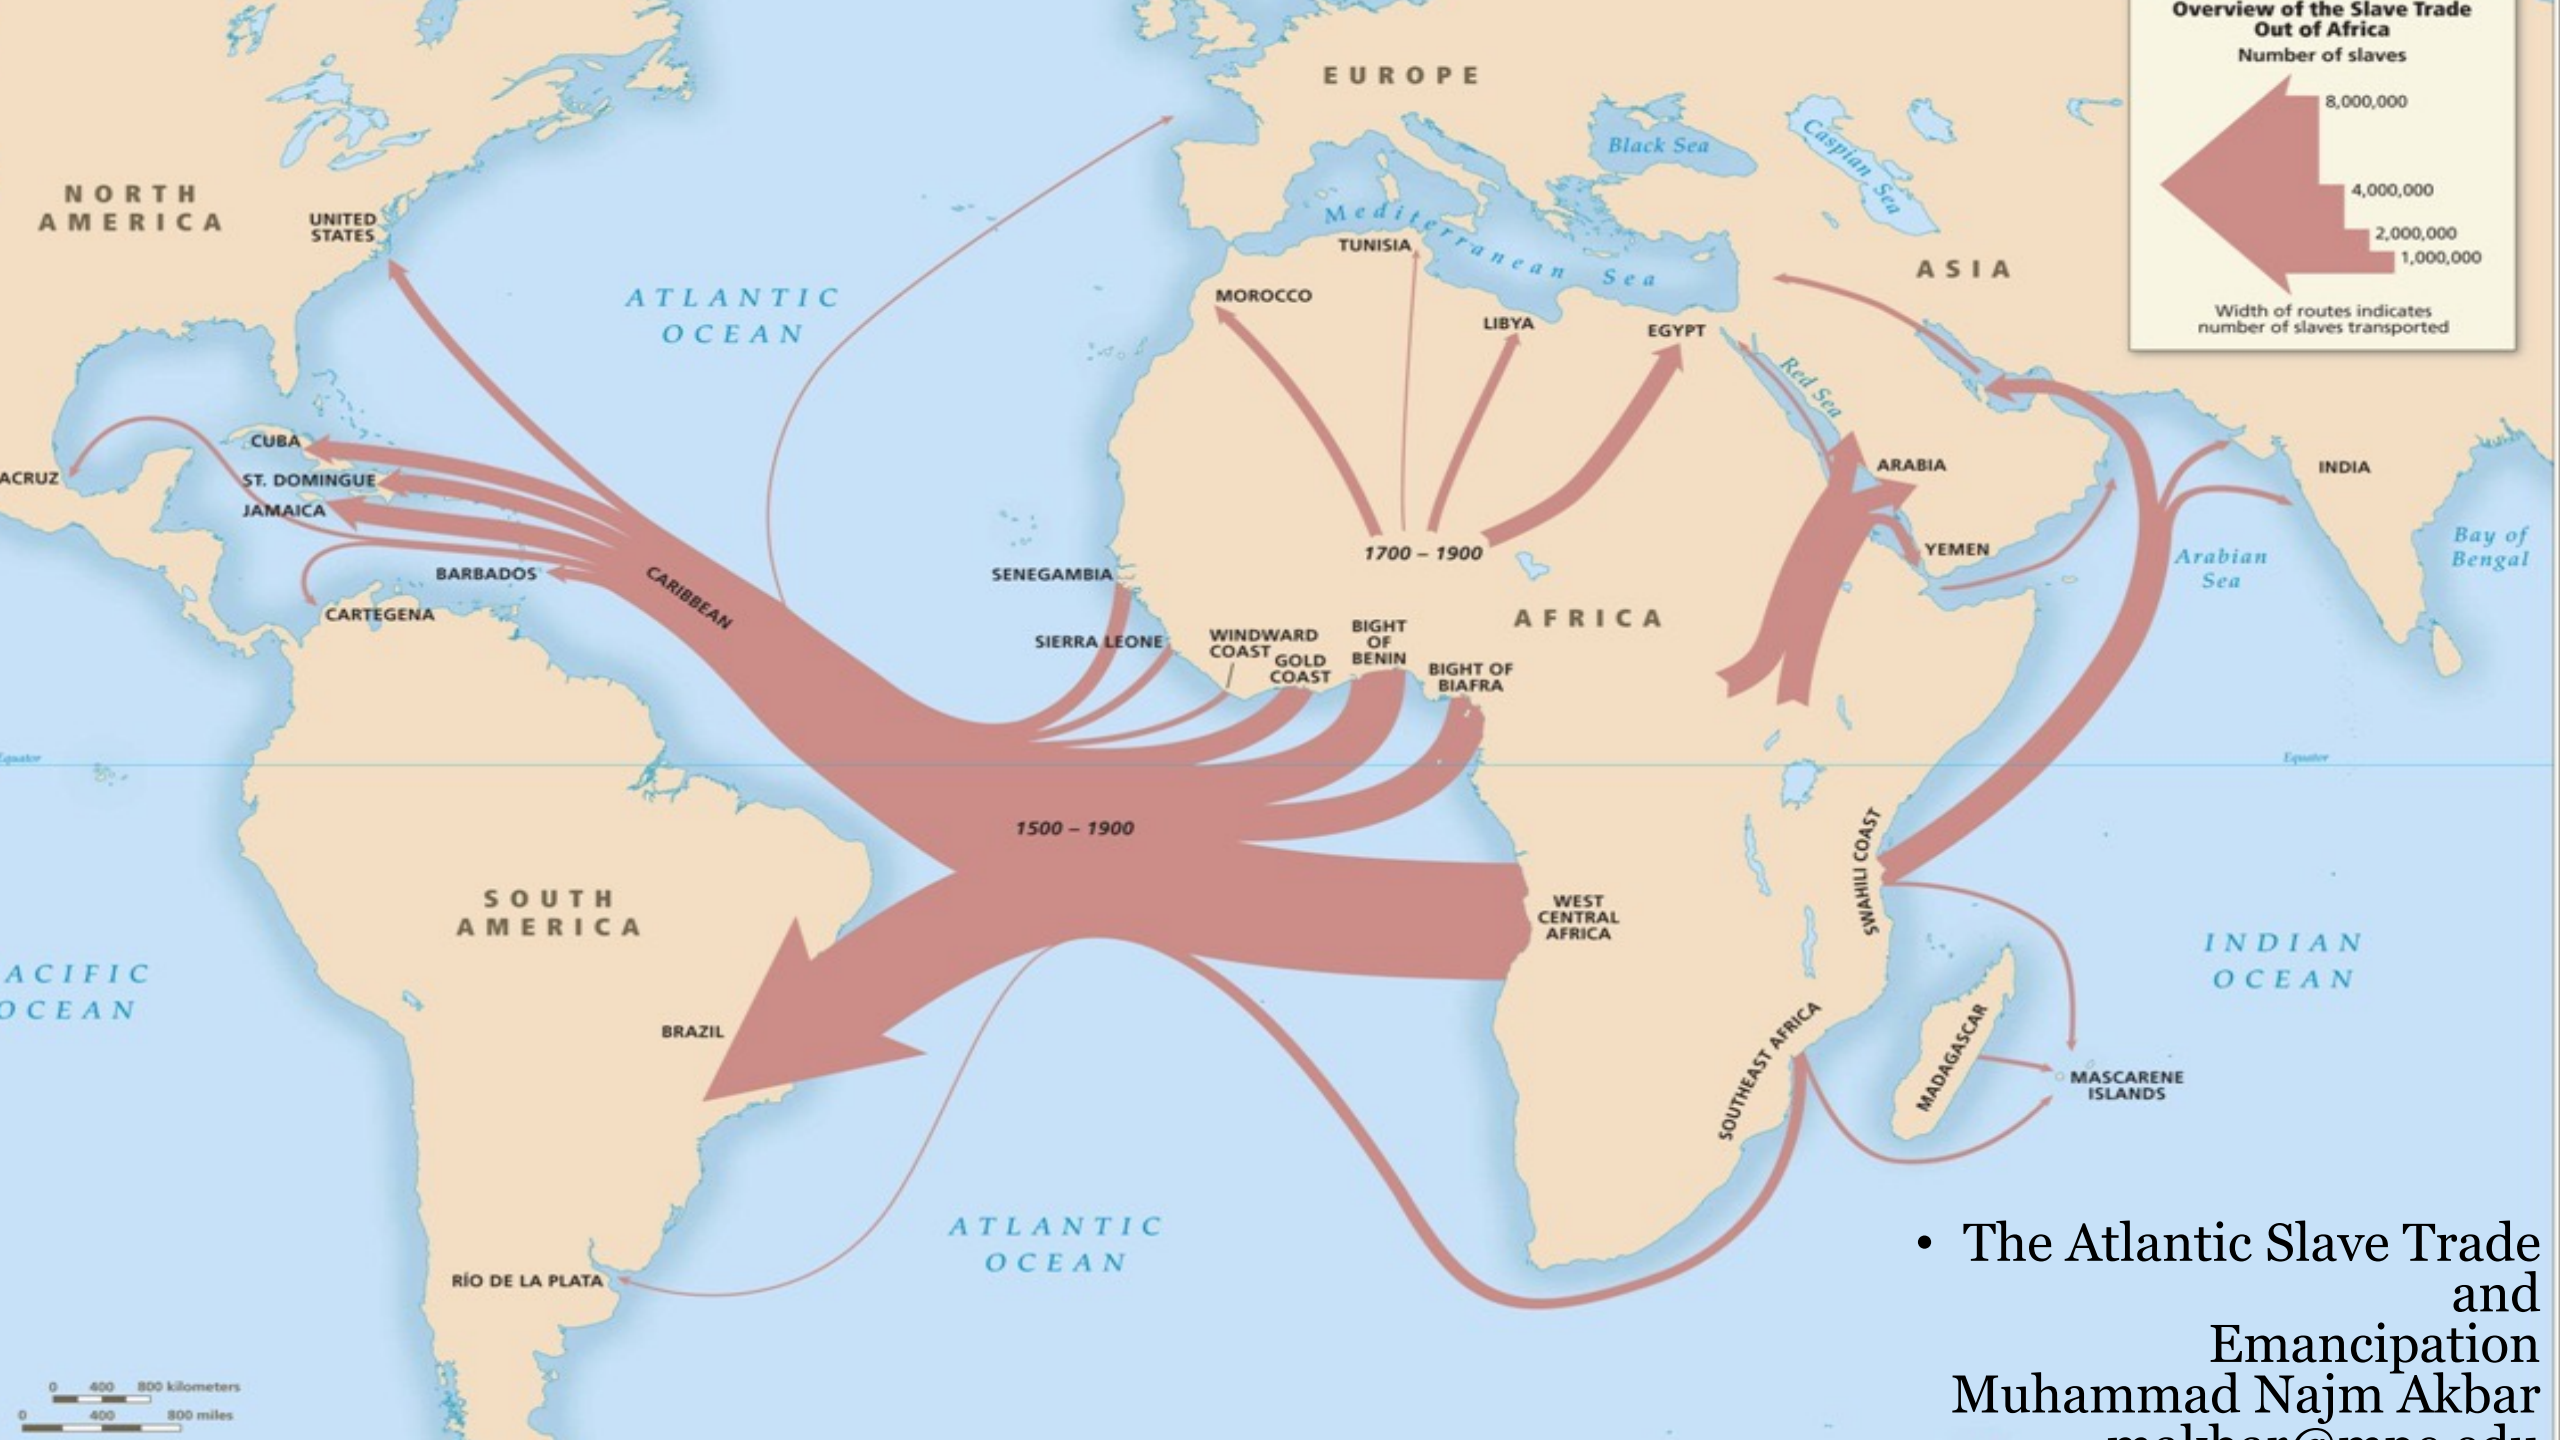 Overview of the Slave Trade
Out of Africa
Number of slaves
8,000,000
4,000,000
2,000,000
1,000,000
Width of routes indicates
number of slaves transported
EUROPE
Black Sea
Caspian Sea
NORTH
AMERICA
UNITED
STATES
Mediterranean Sea
TUNISIA
ASIA
ATLANTIC
OCEAN
MOROCCO
LIBYA
EGYPT
Red Sea
CUBA
ACRUZ
ST. DOMINGUE
JAMAICA
ARABIA
INDIA
1700 – 1900
YEMEN
Arabian
Sea
Bay of
Bengal
SENEGAMBIA
BARBADOS
CARIBBEAN
CARTEGENA
AFRICA
SIERRA LEONE
WINDWARD
COAST
GOLD
COAST
BIGHT
OF
BENIN
BIGHT OF
BIAFRA
Equator
Equator
1500 – 1900
SWAHILI COAST
SOUTH
AMERICA
WEST
CENTRAL
AFRICA
INDIAN
OCEAN
ACIFIC
OCEAN
BRAZIL
SOUTHEAST AFRICA
MADAGASCAR
MASCARENE
ISLANDS
ATLANTIC
OCEAN
RÍO DE LA PLATA
0 400 800 kilometers
0 400 800 miles
• The Atlantic Slave Trade
and
Emancipation
Muhammad Najm Akbar